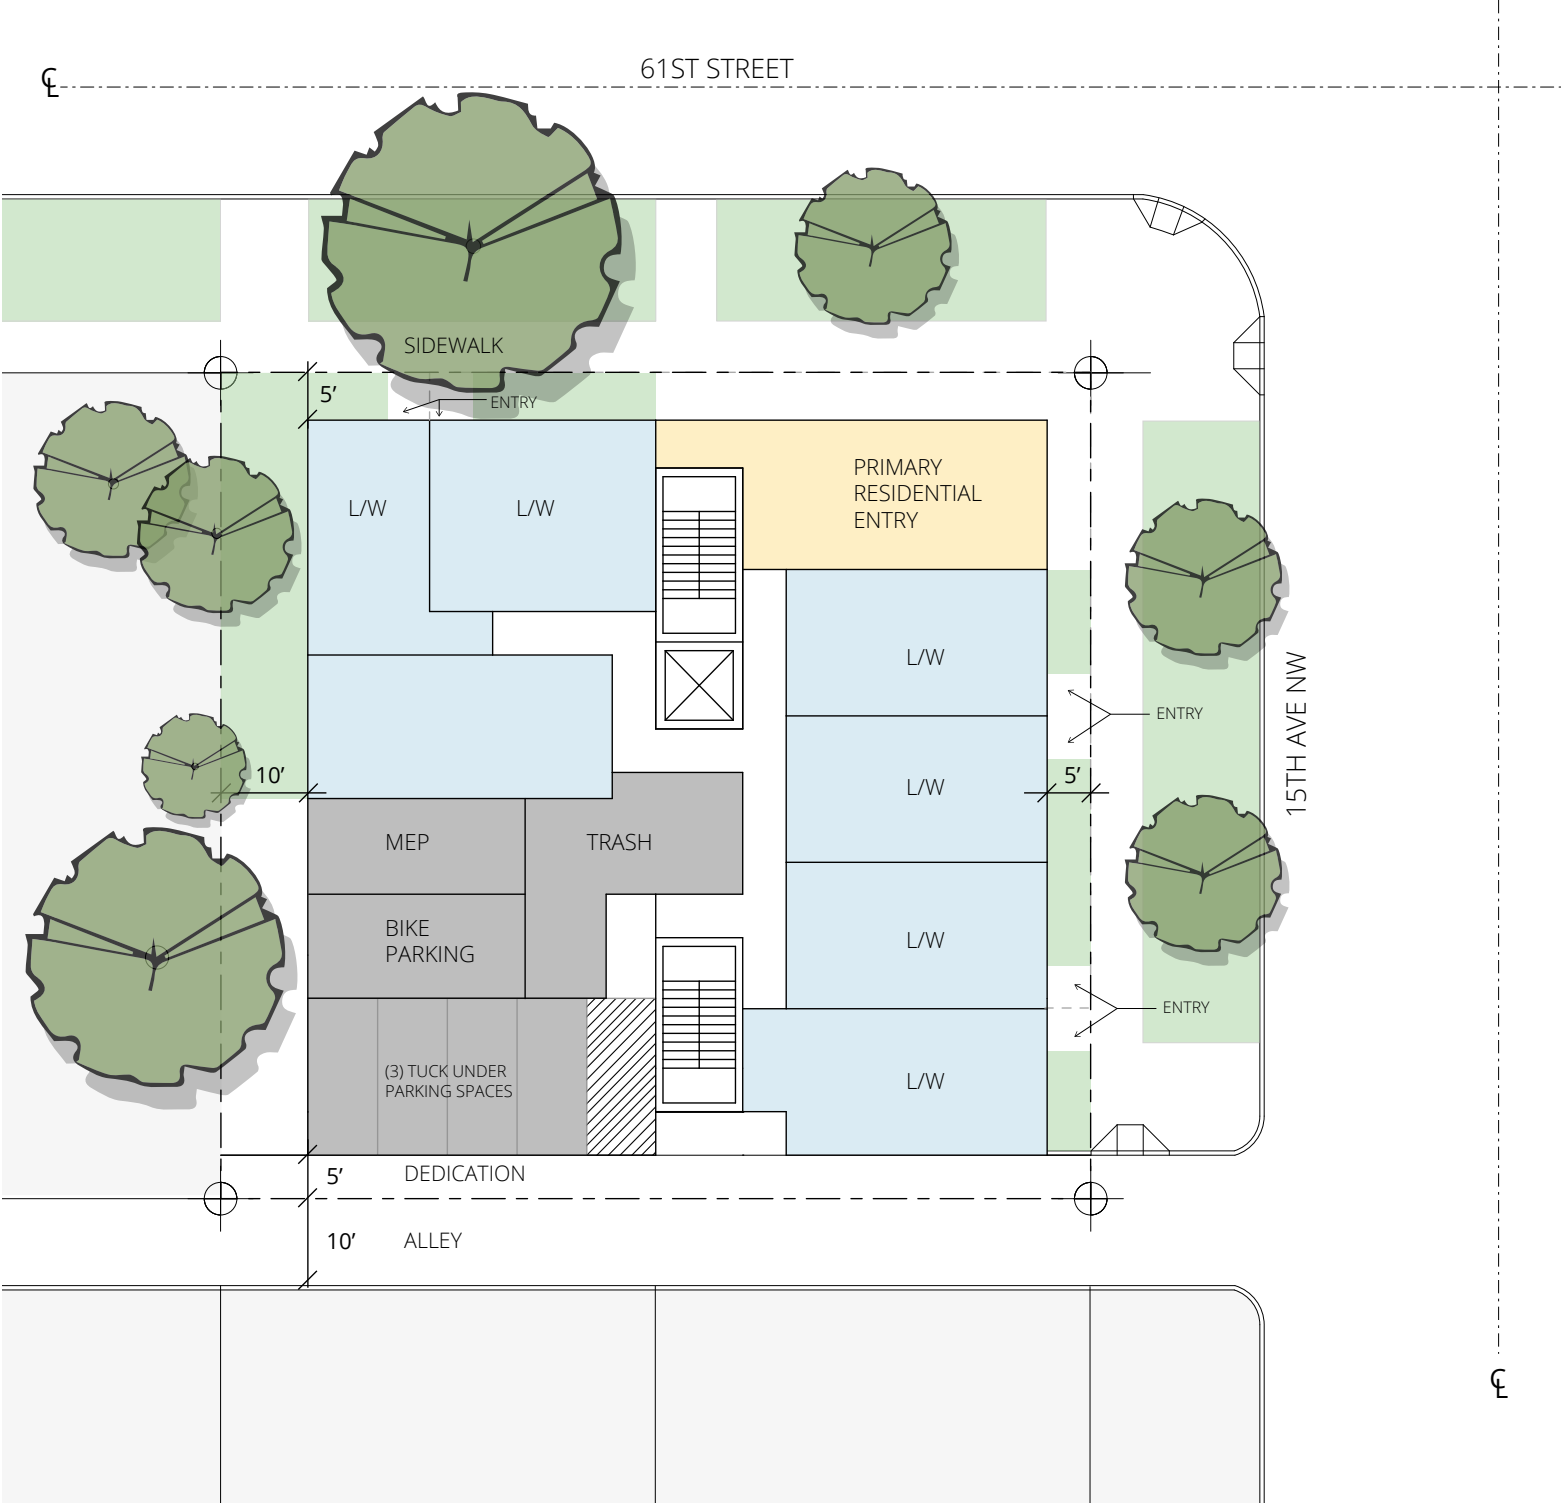 61ST STREET
℄
SIDEWALK
5’
ENTRY
PRIMARY
RESIDENTIAL
ENTRY
L/W
L/W
L/W
ENTRY
15TH AVE NW
10’
5’
L/W
MEP
TRASH
BIKE
PARKING
L/W
ENTRY
(3) TUCK UNDER
PARKING SPACES
L/W
5’
DEDICATION
10’
ALLEY
℄